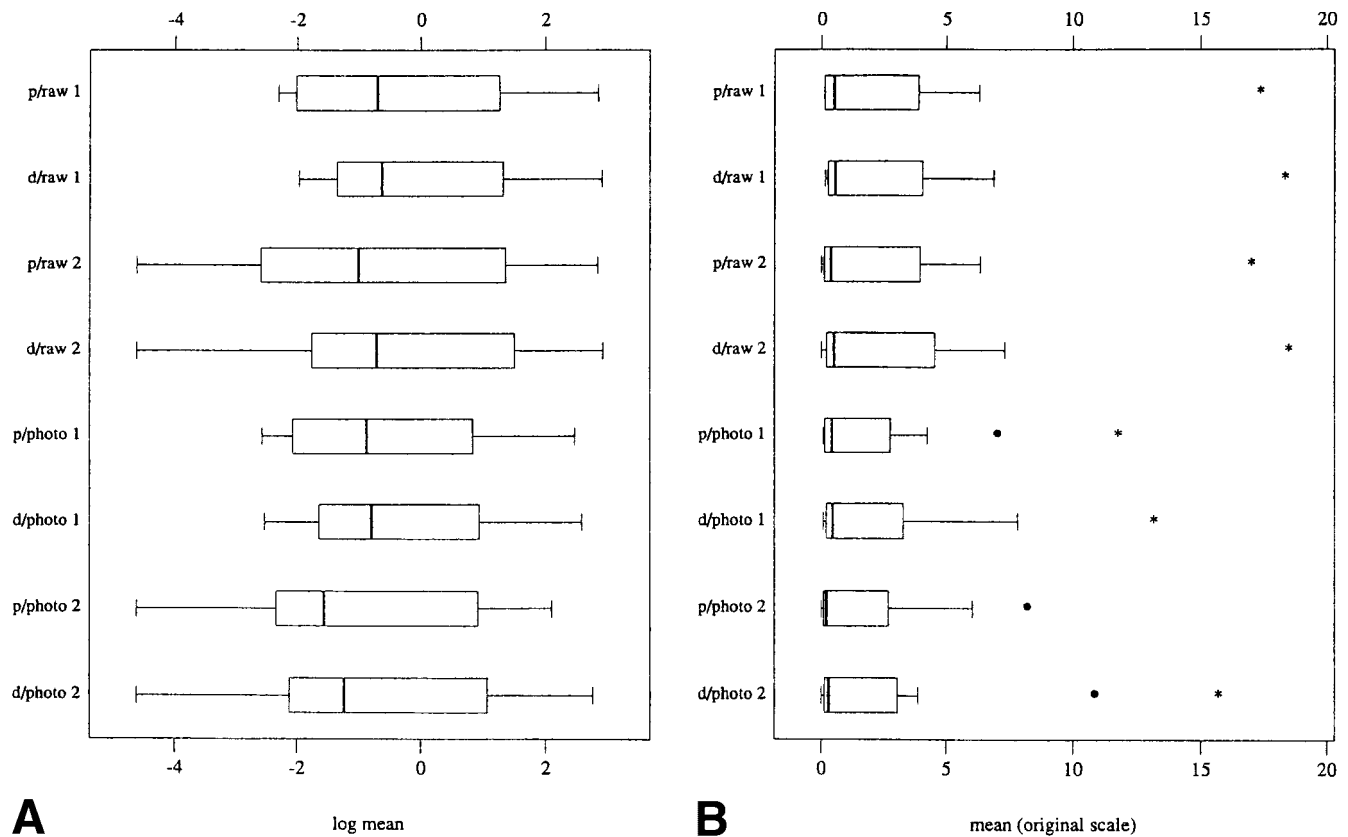 -4 -2 0 2
p/raw 1
d/raw 1
p/raw 2
d/raw 2
p/photo 1
d/photo 1
p/photo 2
d/photo 2
-4 -2 0 2
A log mean
0 5 10 15 20
p/raw 1
d/raw 1
p/raw 2
d/raw 2
p/photo 1
d/photo 1
p/photo 2
d/photo 2
0 5 10 15 20
B mean (original scale)